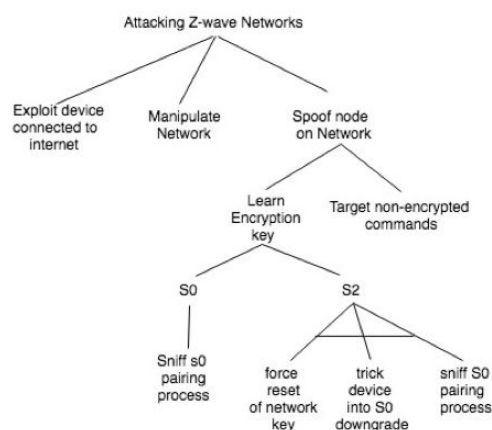 Attacking Z-wave Networks
Exploit device
connected to
internet
Manipulate
Network
Spoof node
on Network
Learn
Encryption
key
Target non-encrypted
commands
S0
S2
Sniff s0
pairing
process
force
reset
of network
key
trick
device
into S0
downgrade
sniff S0
pairing
process